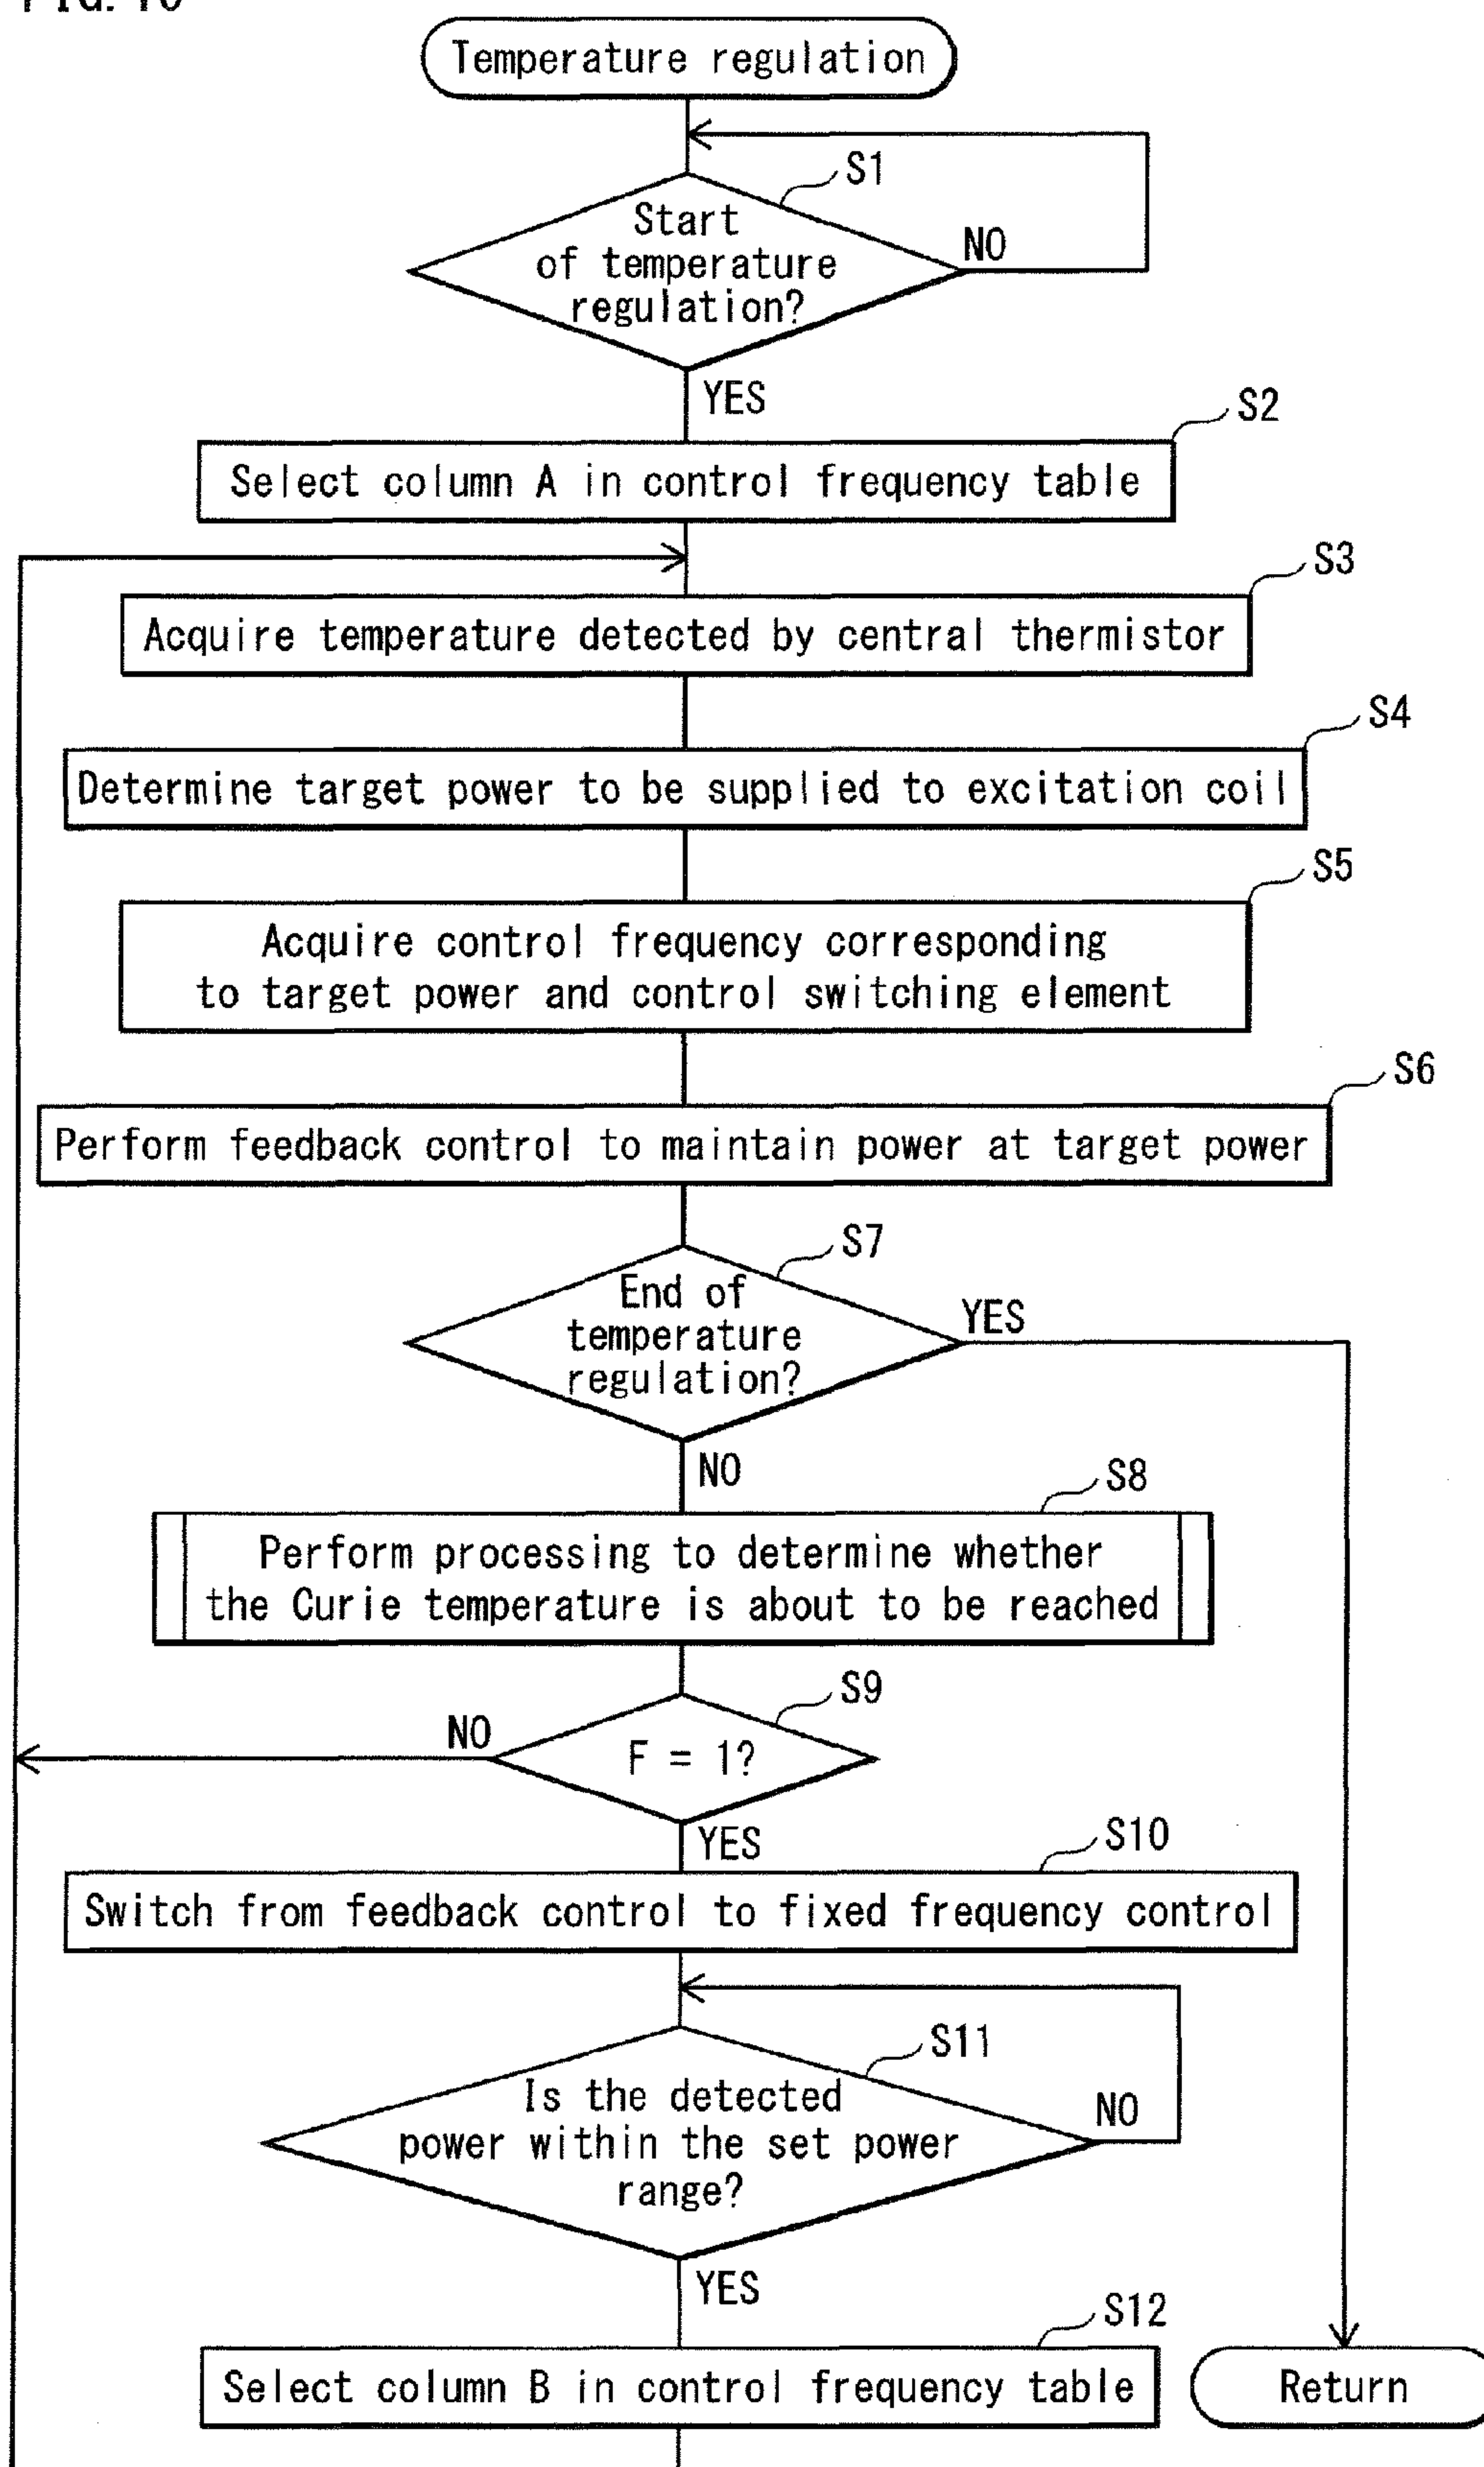 Temperature regulation
S1
Start
of temperature
regulation?
NO
YES
S2
Select column A in control frequency table
S3
Acquire temperature detected by central thermistor
S4
Determine target power to be supplied to excitation coil
S5
Acquire control frequency corresponding
to target power and control switching element
S6
Perform feedback control to maintain power at target power
S7
End of
temperature
regulation?
YES
NO
S8
Perform processing to determine whether
the Curie temperature is about to be reached
S9
NO
F = 1?
YES
S10
Switch from feedback control to fixed frequency control
S11
Is the detected
power within the set power
range?
NO
YES
S12
Select column B in control frequency table
Return